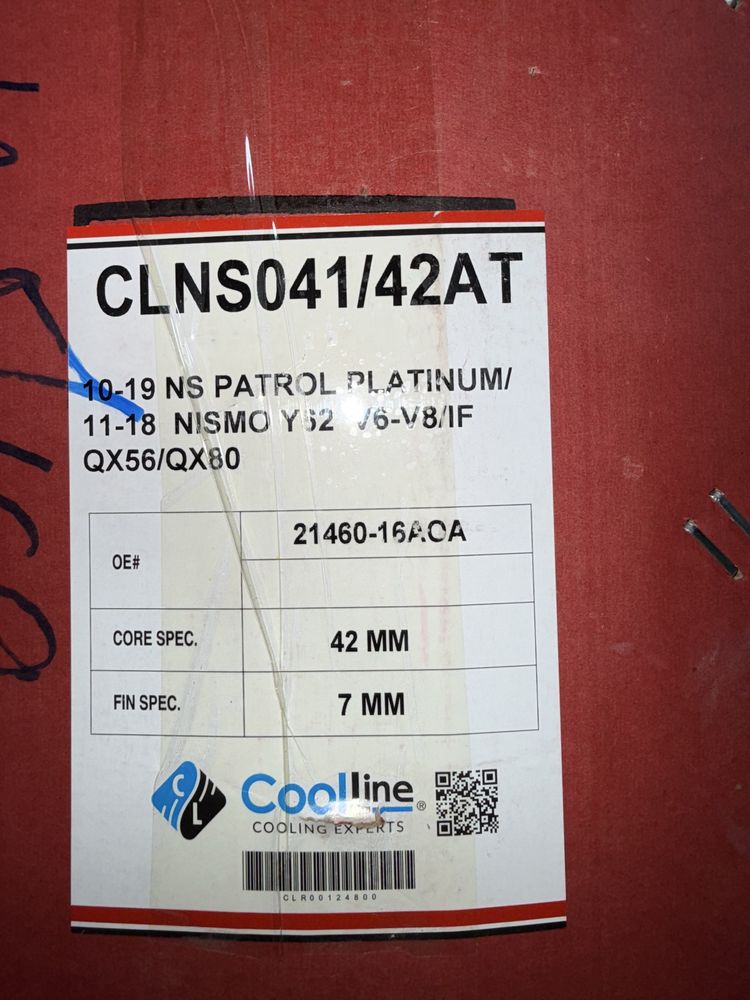 CLNS041/42AT
10-19 NS PATROL PLATINUM/
11-18 NISMO Y62 V6-V8/IF
QX56/QX80
OE#
21460-16AOA
CORE SPEC.
42 MM
FIN SPEC.
7 MM
CL
Coolline ®
COOLING EXPERTS
CLR00124800